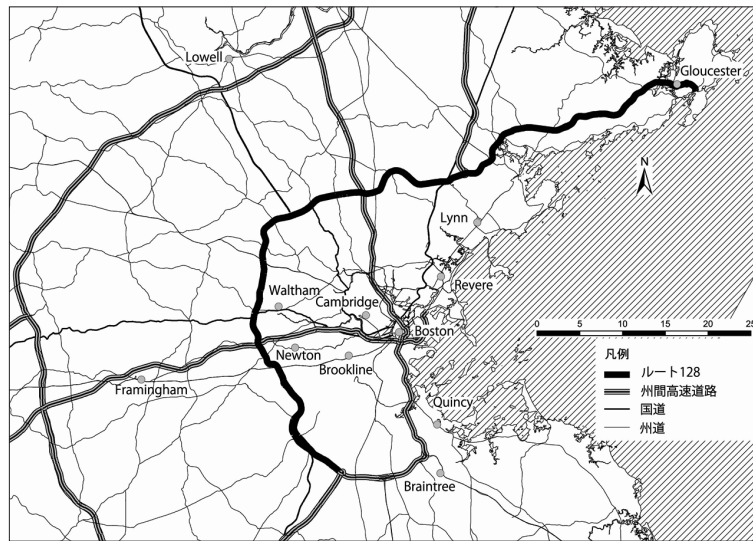 Lowell
Gloucester
N
Lynn
Waltham
Cambridge
Revere
Boston
0 5 10 15 20 25
Newton
Brookline
Framingham
Quincy
Braintree
凡例
ルート128
州間高速道路
国道
州道